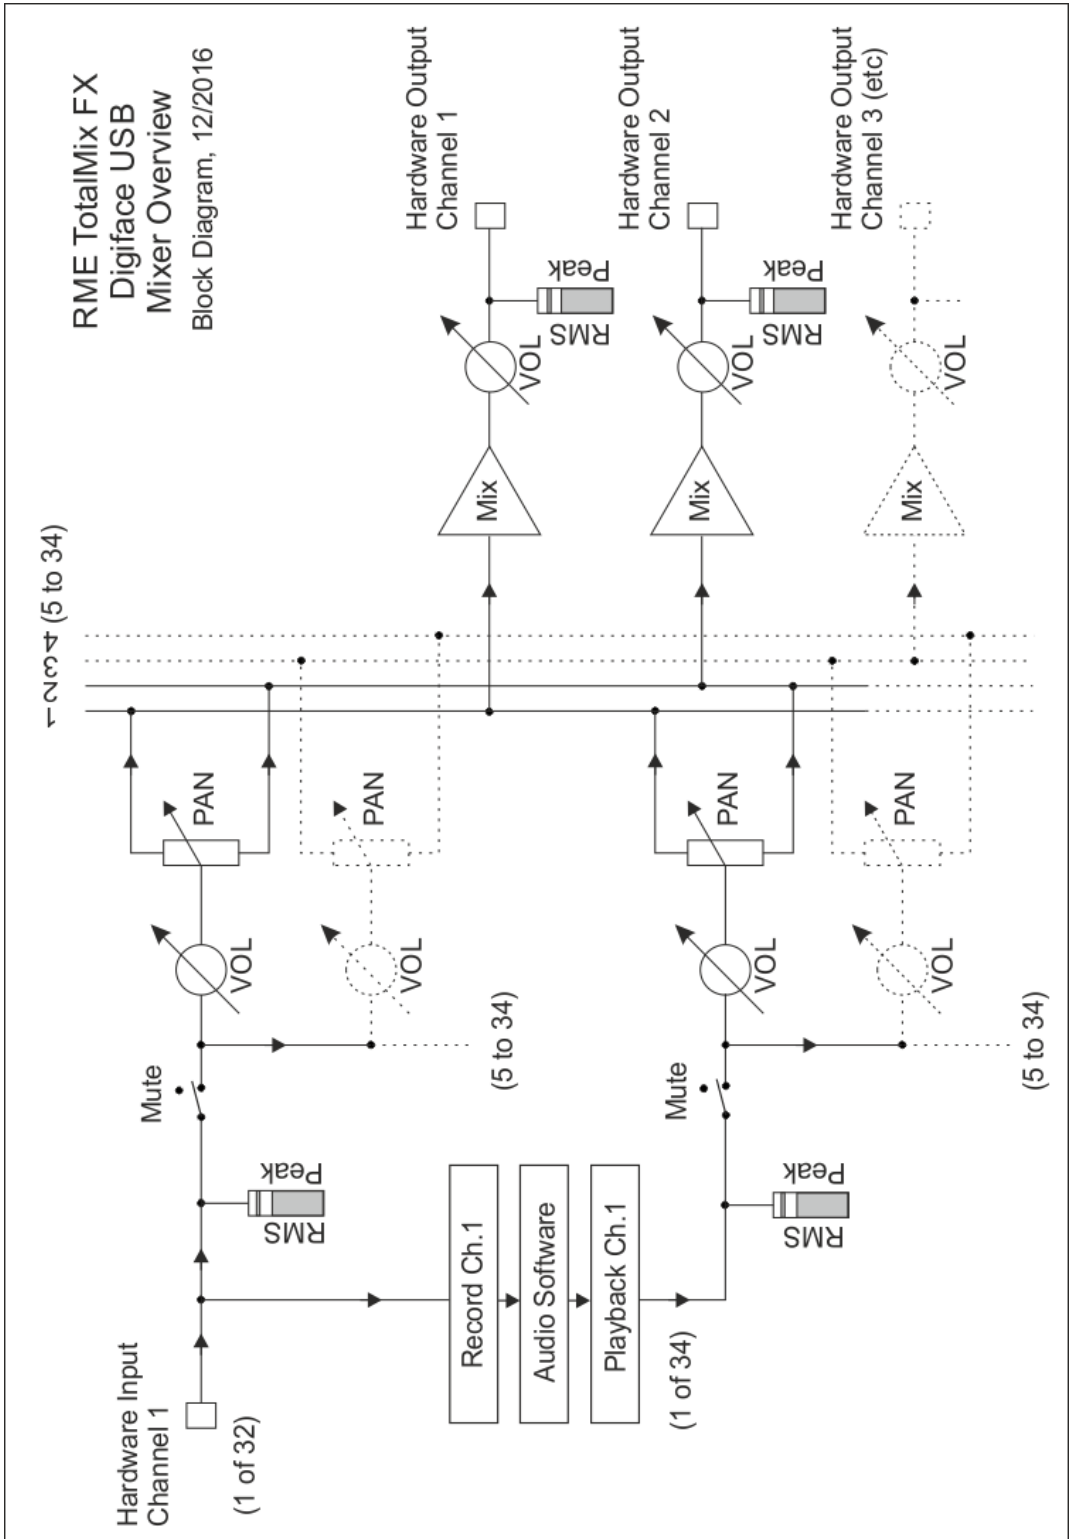 RME TotalMix FX
Digiface USB
Mixer Overview
Block Diagram, 12/2016
Hardware Input
Channel 1
(1 of 32)
RMS
Peak
Mute
VOL
PAN
VOL
PAN
(5 to 34)
1 2 3 4 (5 to 34)
Record Ch.1
Audio Software
Playback Ch.1
(1 of 34)
RMS
Peak
Mute
VOL
PAN
VOL
PAN
(5 to 34)
Mix
VOL
RMS
Peak
Hardware Output
Channel 1
Mix
VOL
RMS
Peak
Hardware Output
Channel 2
Mix
VOL
Hardware Output
Channel 3 (etc)